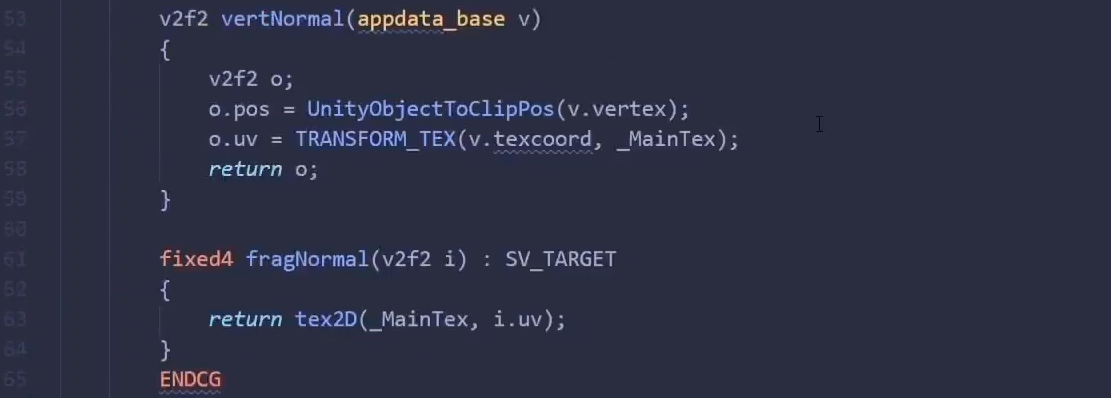 53 v2f2 vertNormal(appdata_base v)
54 {
55 v2f2 o;
56 o.pos = UnityObjectToClipPos(v.vertex);
57 o.uv = TRANSFORM_TEX(v.texcoord, _MainTex);
58 return o;
59 }
60
61 fixed4 fragNormal(v2f2 i) : SV_TARGET
62 {
63 return tex2D(_MainTex, i.uv);
64 }
65 ENDCG